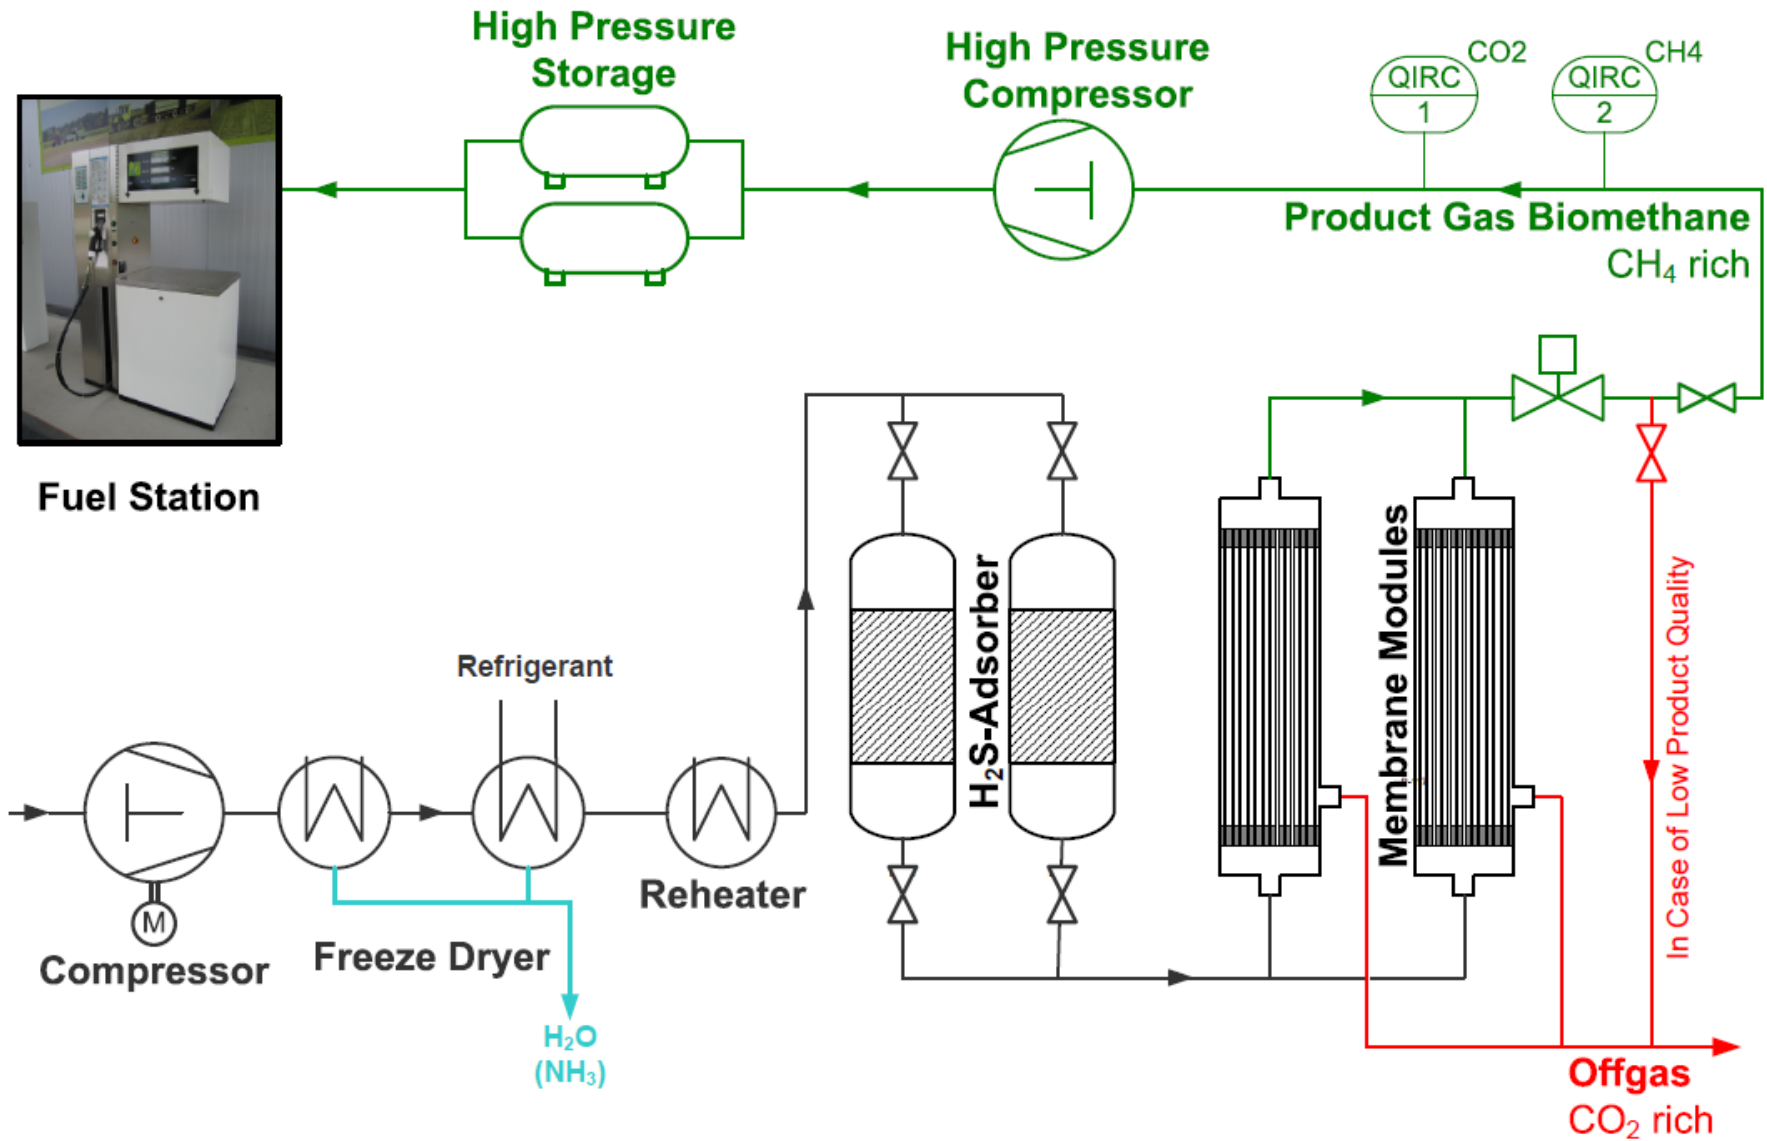 High Pressure
Storage
High Pressure
Compressor
QIRC
1
CO2
QIRC
2
CH4
Product Gas Biomethane
CH₄ rich
Fuel Station
H₂S-Adsorber
Membrane Modules
In Case of Low Product Quality
Refrigerant
Reheater
M
Compressor
Freeze Dryer
H₂O
(NH₃)
Offgas
CO₂ rich